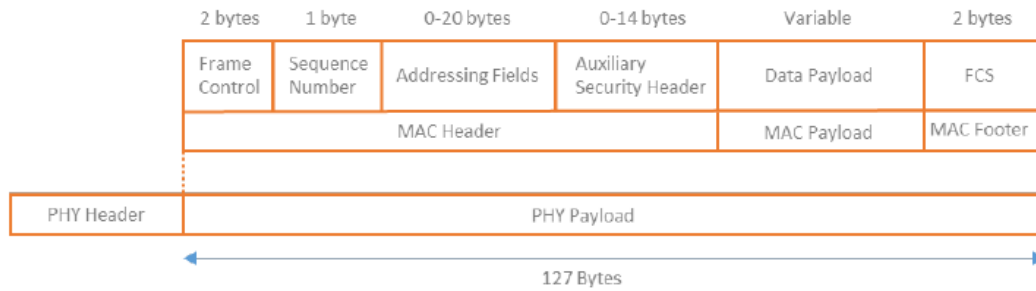 2 bytes 1 byte 0-20 bytes 0-14 bytes Variable 2 bytes
Frame Control Sequence Number Addressing Fields Auxiliary Security Header Data Payload FCS
MAC Header MAC Payload MAC Footer
PHY Header PHY Payload
127 Bytes